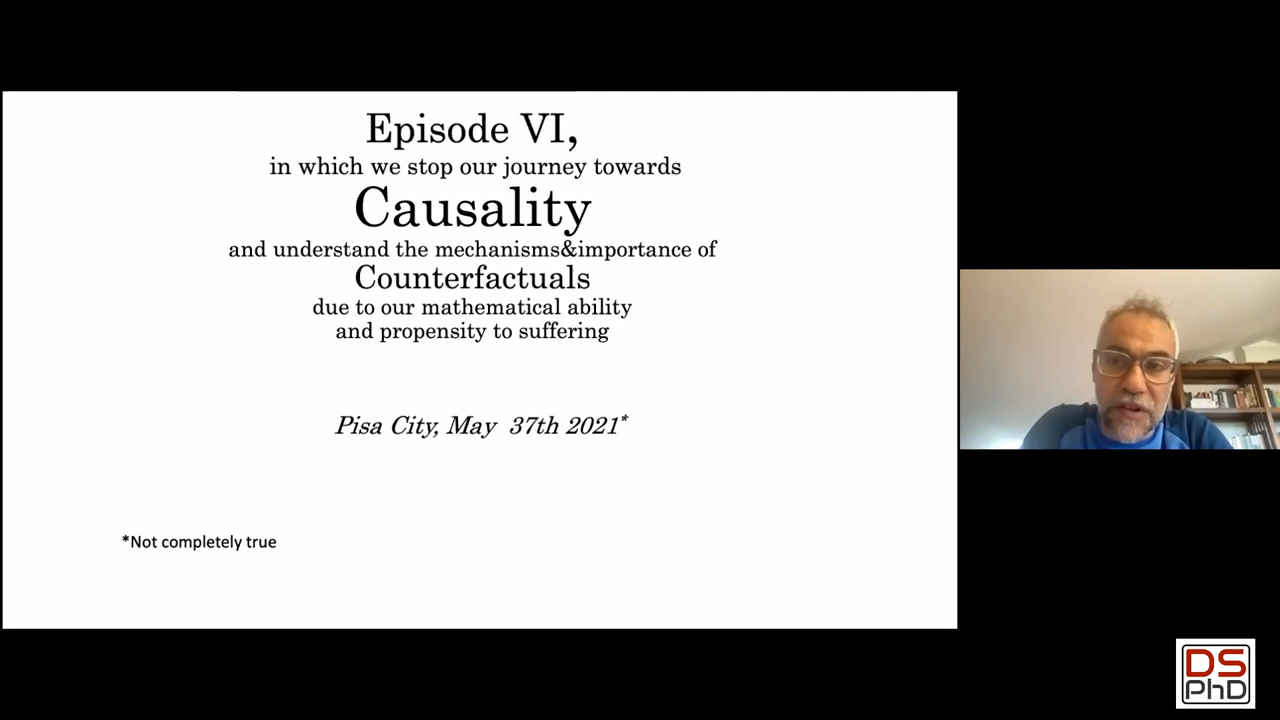 Episode VI,
in which we stop our journey towards
Causality
and understand the mechanisms&importance of
Counterfactuals
due to our mathematical ability
and propensity to suffering
Pisa City, May 37th 2021*
*Not completely true
DS
PhD